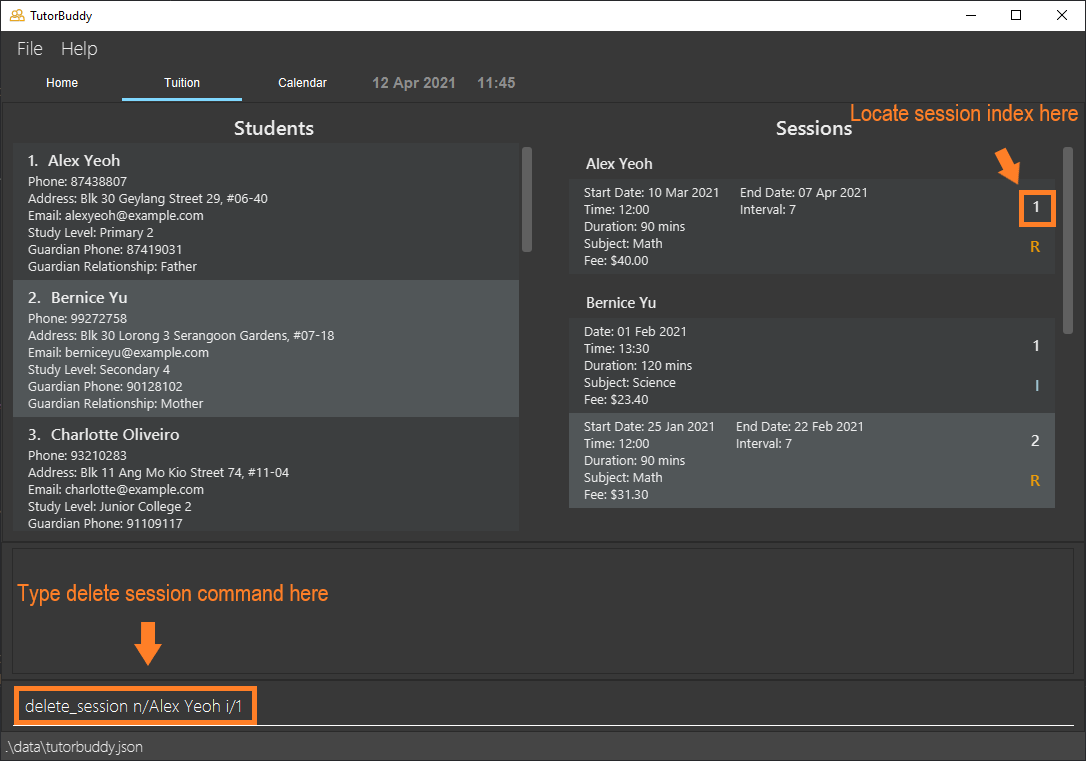 TutorBuddy
File Help
Home Tuition Calendar 12 Apr 2021 11:45
Locate session index here
Students
1. Alex Yeoh
Phone: 87438807
Address: Blk 30 Geylang Street 29, #06-40
Email: alexyeoh@example.com
Study Level: Primary 2
Guardian Phone: 87419031
Guardian Relationship: Father
2. Bernice Yu
Phone: 99272758
Address: Blk 30 Lorong 3 Serangoon Gardens, #07-18
Email: berniceyu@example.com
Study Level: Secondary 4
Guardian Phone: 90128102
Guardian Relationship: Mother
3. Charlotte Oliveiro
Phone: 93210283
Address: Blk 11 Ang Mo Kio Street 74, #11-04
Email: charlotte@example.com
Study Level: Junior College 2
Guardian Phone: 91109117
Sessions
Alex Yeoh
Start Date: 10 Mar 2021 End Date: 07 Apr 2021
Time: 12:00 Interval: 7 1
Duration: 90 mins
Subject: Math R
Fee: $40.00
Bernice Yu
Date: 01 Feb 2021
Time: 13:30 1
Duration: 120 mins
Subject: Science I
Fee: $23.40
Start Date: 25 Jan 2021 End Date: 22 Feb 2021
Time: 12:00 Interval: 7 2
Duration: 90 mins
Subject: Math R
Fee: $31.30
Type delete session command here
delete_session n/Alex Yeoh i/1
.\data\tutorbuddy.json